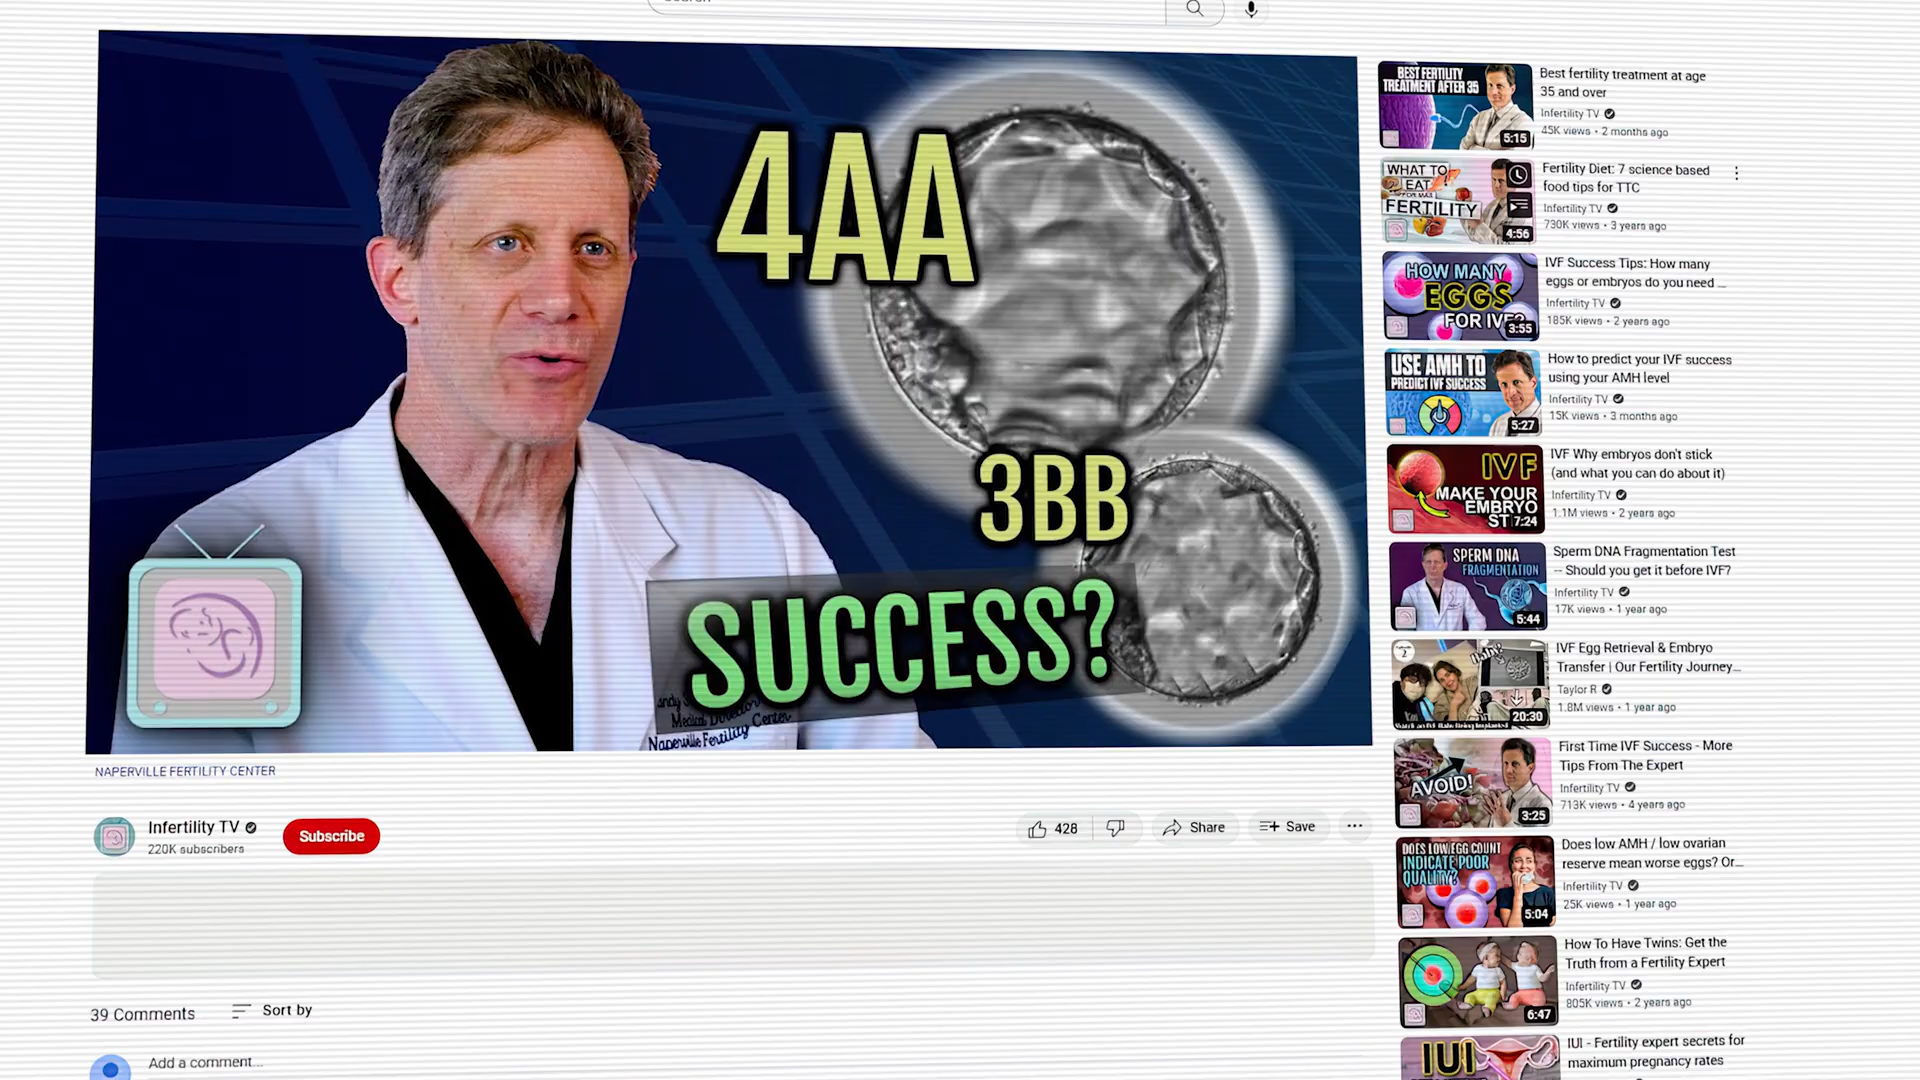 4AA
3BB
SUCCESS?
Medical Director
Naperville Fertility Center
NAPERVILLE FERTILITY CENTER
Infertility TV
220K subscribers
Subscribe
428
Share
Save
39 Comments
Sort by
Add a comment...
BEST FERTILITY
TREATMENT AFTER 35
5:15
Best fertility treatment at age
35 and over
Infertility TV
45K views • 2 months ago
WHAT TO
EAT
FERTILITY
4:56
Fertility Diet: 7 science based
food tips for TTC
Infertility TV
730K views • 3 years ago
HOW MANY
EGGS
FOR IVF?
3:55
IVF Success Tips: How many
eggs or embryos do you need ...
Infertility TV
185K views • 2 years ago
USE AMH TO
PREDICT IVF SUCCESS
5:27
How to predict your IVF success
using your AMH level
Infertility TV
15K views • 3 months ago
IVF
MAKE YOUR
EMBRYO
ST
7:24
IVF Why embryos don't stick
(and what you can do about it)
Infertility TV
1.1M views • 2 years ago
SPERM DNA
FRAGMENTATION
5:44
Sperm DNA Fragmentation Test
-- Should you get it before IVF?
Infertility TV
17K views • 1 year ago
2
20:30
IVF Egg Retrieval & Embryo
Transfer | Our Fertility Journey...
Taylor R
1.8M views • 1 year ago
AVOID!
3:25
First Time IVF Success - More
Tips From The Expert
Infertility TV
713K views • 4 years ago
DOES LOW EGG COUNT
INDICATE POOR
QUALITY?
5:04
Does low AMH / low ovarian
reserve mean worse eggs? Or...
Infertility TV
25K views • 1 year ago
6:47
How To Have Twins: Get the
Truth from a Fertility Expert
Infertility TV
805K views • 2 years ago
IUI
IUI - Fertility expert secrets for
maximum pregnancy rates